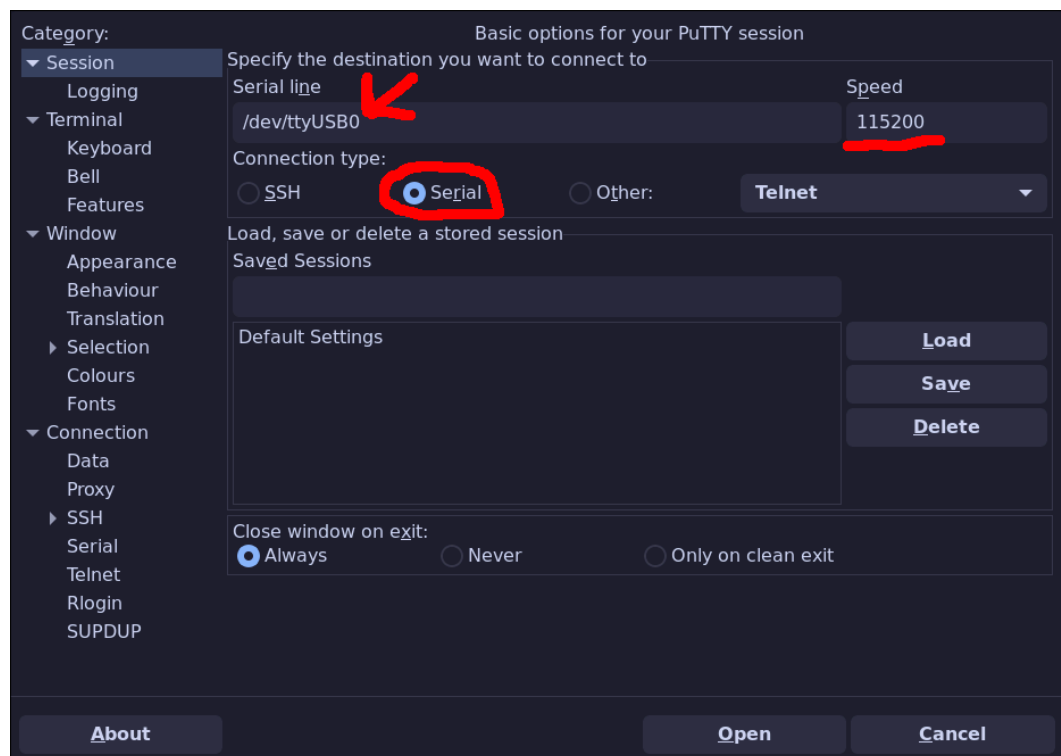 Category:
Session
Logging
Terminal
Keyboard
Bell
Features
Window
Appearance
Behaviour
Translation
Selection
Colours
Fonts
Connection
Data
Proxy
SSH
Serial
Telnet
Rlogin
SUPDUP
Basic options for your PuTTY session
Specify the destination you want to connect to
Serial line Speed
/dev/ttyUSB0 115200
Connection type:
SSH Serial Other: Telnet
Load, save or delete a stored session
Saved Sessions
Default Settings
Load
Save
Delete
Close window on exit:
Always Never Only on clean exit
About Open Cancel